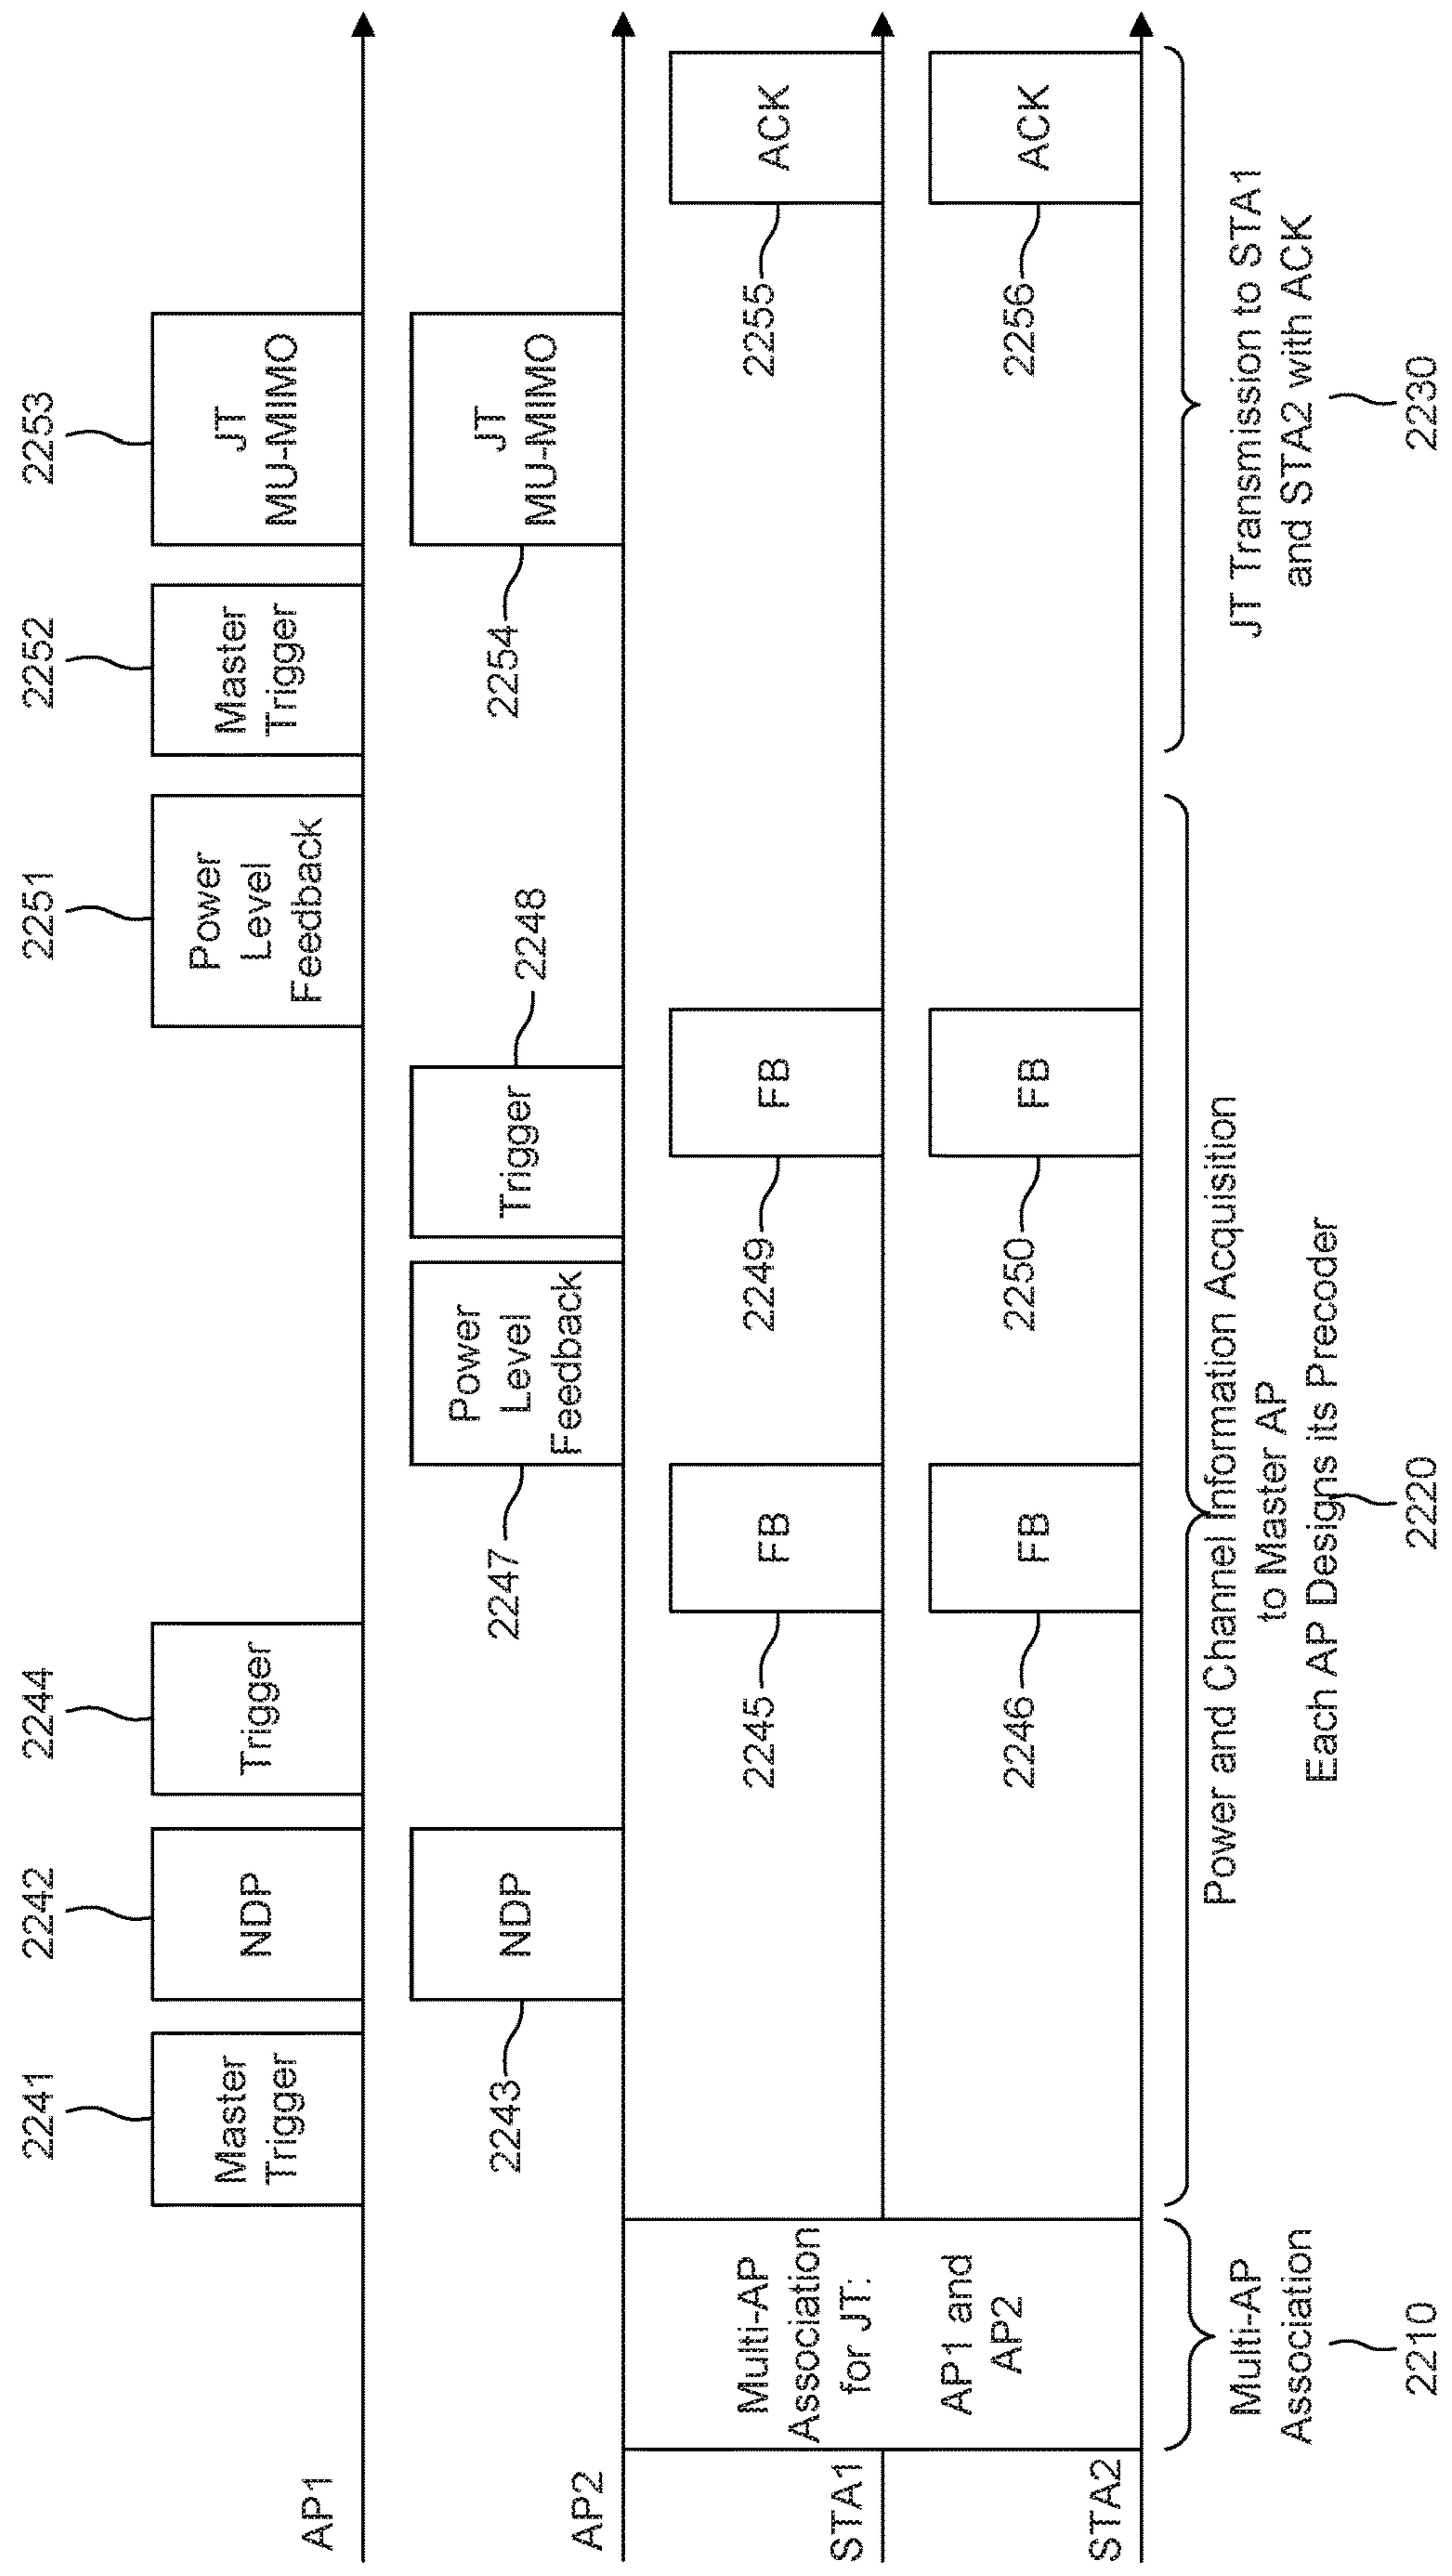 2241
2242
2244
2251
2252
2253
Master
Trigger
NDP
Trigger
Power
Level
Feedback
Master
Trigger
JT
MU-MIMO
AP1
2243
NDP
2247
Power
Level
Feedback
Trigger
2248
2254
JT
MU-MIMO
AP2
Multi-AP
Association
for JT:
AP1 and
AP2
2245
FB
2249
FB
2255
ACK
STA1
2246
FB
2250
FB
2256
ACK
STA2
Multi-AP
Association
2210
Power and Channel Information Acquisition
to Master AP
Each AP Designs its Precoder
2220
JT Transmission to STA1
and STA2 with ACK
2230